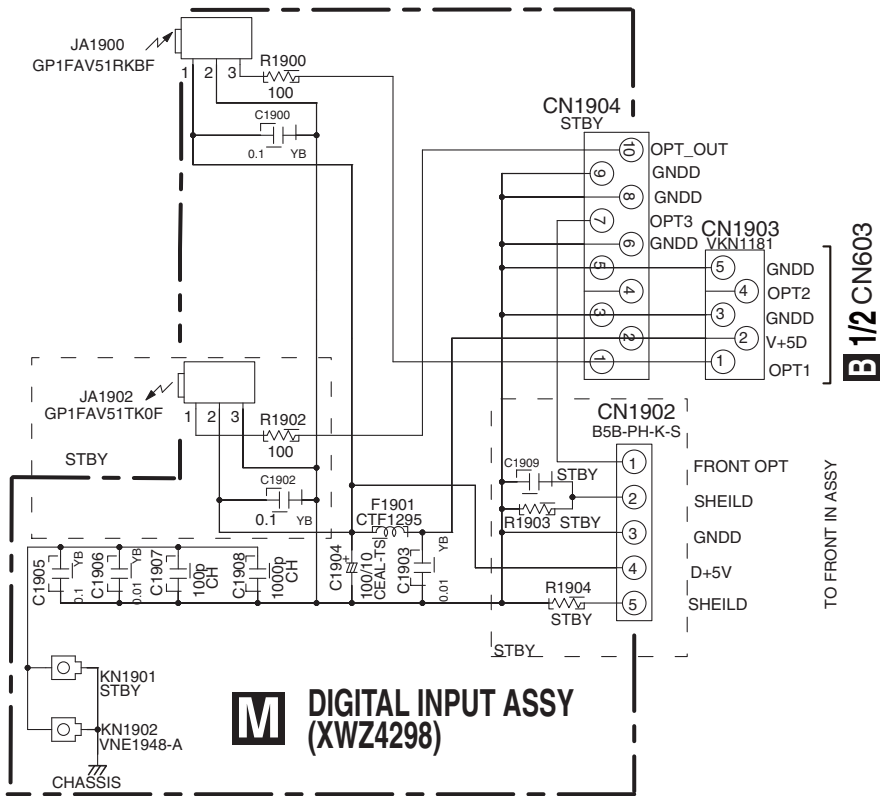 JA1900
GP1FAV51RKBF
1 2 3
R1900
100
C1900
0.1 YB
CN1904
STBY
10 OPT_OUT
9 GNDD
8 GNDD
7 OPT3
6 GNDD
5
4
3
2
1
CN1903
VKN1181
5 GNDD
4 OPT2
3 GNDD
2 V+5D
1 OPT1
B 1/2 CN603
JA1902
GP1FAV51TK0F
1 2 3
R1902
100
STBY
C1902
0.1 YB
F1901
CTF1295
CN1902
B5B-PH-K-S
1 FRONT OPT
2 SHEILD
3 GNDD
4 D+5V
5 SHEILD
C1909
STBY
R1903 STBY
R1904
STBY
STBY
TO FRONT IN ASSY
C1905
YB
0.1
C1906
YB
0.01
C1907
100p
CH
C1908
1000p
CH
C1904
+
100/10
CEAL-TS
C1903
YB
0.01
KN1901
STBY
KN1902
VNE1948-A
CHASSIS
M DIGITAL INPUT ASSY
(XWZ4298)